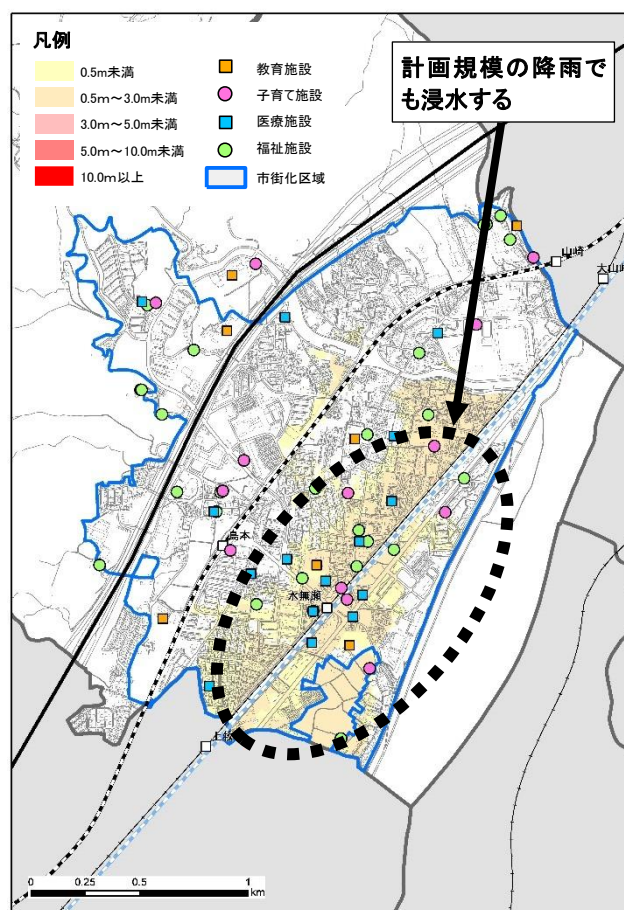 凡例
0.5m未満
0.5m~3.0m未満
3.0m~5.0m未満
5.0m~10.0m未満
10.0m以上
教育施設
子育て施設
医療施設
福祉施設
市街化区域
計画規模の降雨で
も浸水する
山崎
大山崎
島本
水無瀬
上牧
0 0.25 0.5 1
km